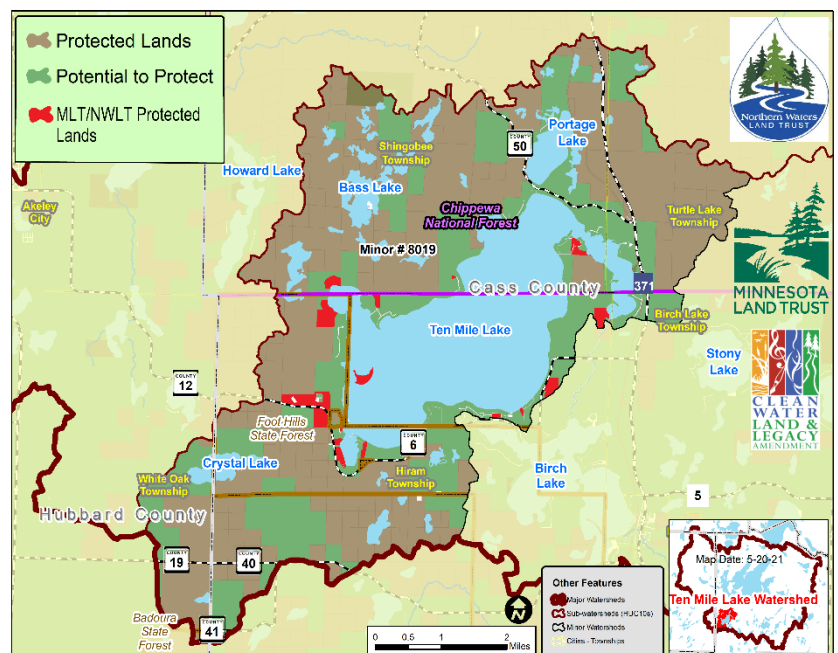 Protected Lands
Potential to Protect
MLT/NWLT Protected
Lands
Northern Waters
LAND TRUST
COUNTY
50
Portage
Lake
Shingobee
Township
Howard Lake
Bass Lake
Akeley
City
Chippewa
National Forest
Turtle Lake
Township
Minor # 8019
MINNESOTA
LAND TRUST
Cass County
371
Birch Lake
Township
Ten Mile Lake
Stony
Lake
COUNTY
12
CLEAN
WATER
LAND &
LEGACY
AMENDMENT
Foot Hills
State Forest
COUNTY
6
Crystal Lake
Hiram
Township
Birch
Lake
White Oak
Township
5
Hubbard County
COUNTY
19
COUNTY
40
Map Date: 5-20-21
Ten Mile Lake Watershed
Other Features
Major Watersheds
Sub-watersheds (HUC10s)
Minor Watersheds
Cities - Townships
N
Badoura
State
Forest
COUNTY
41
0 0.5 1 2
Miles